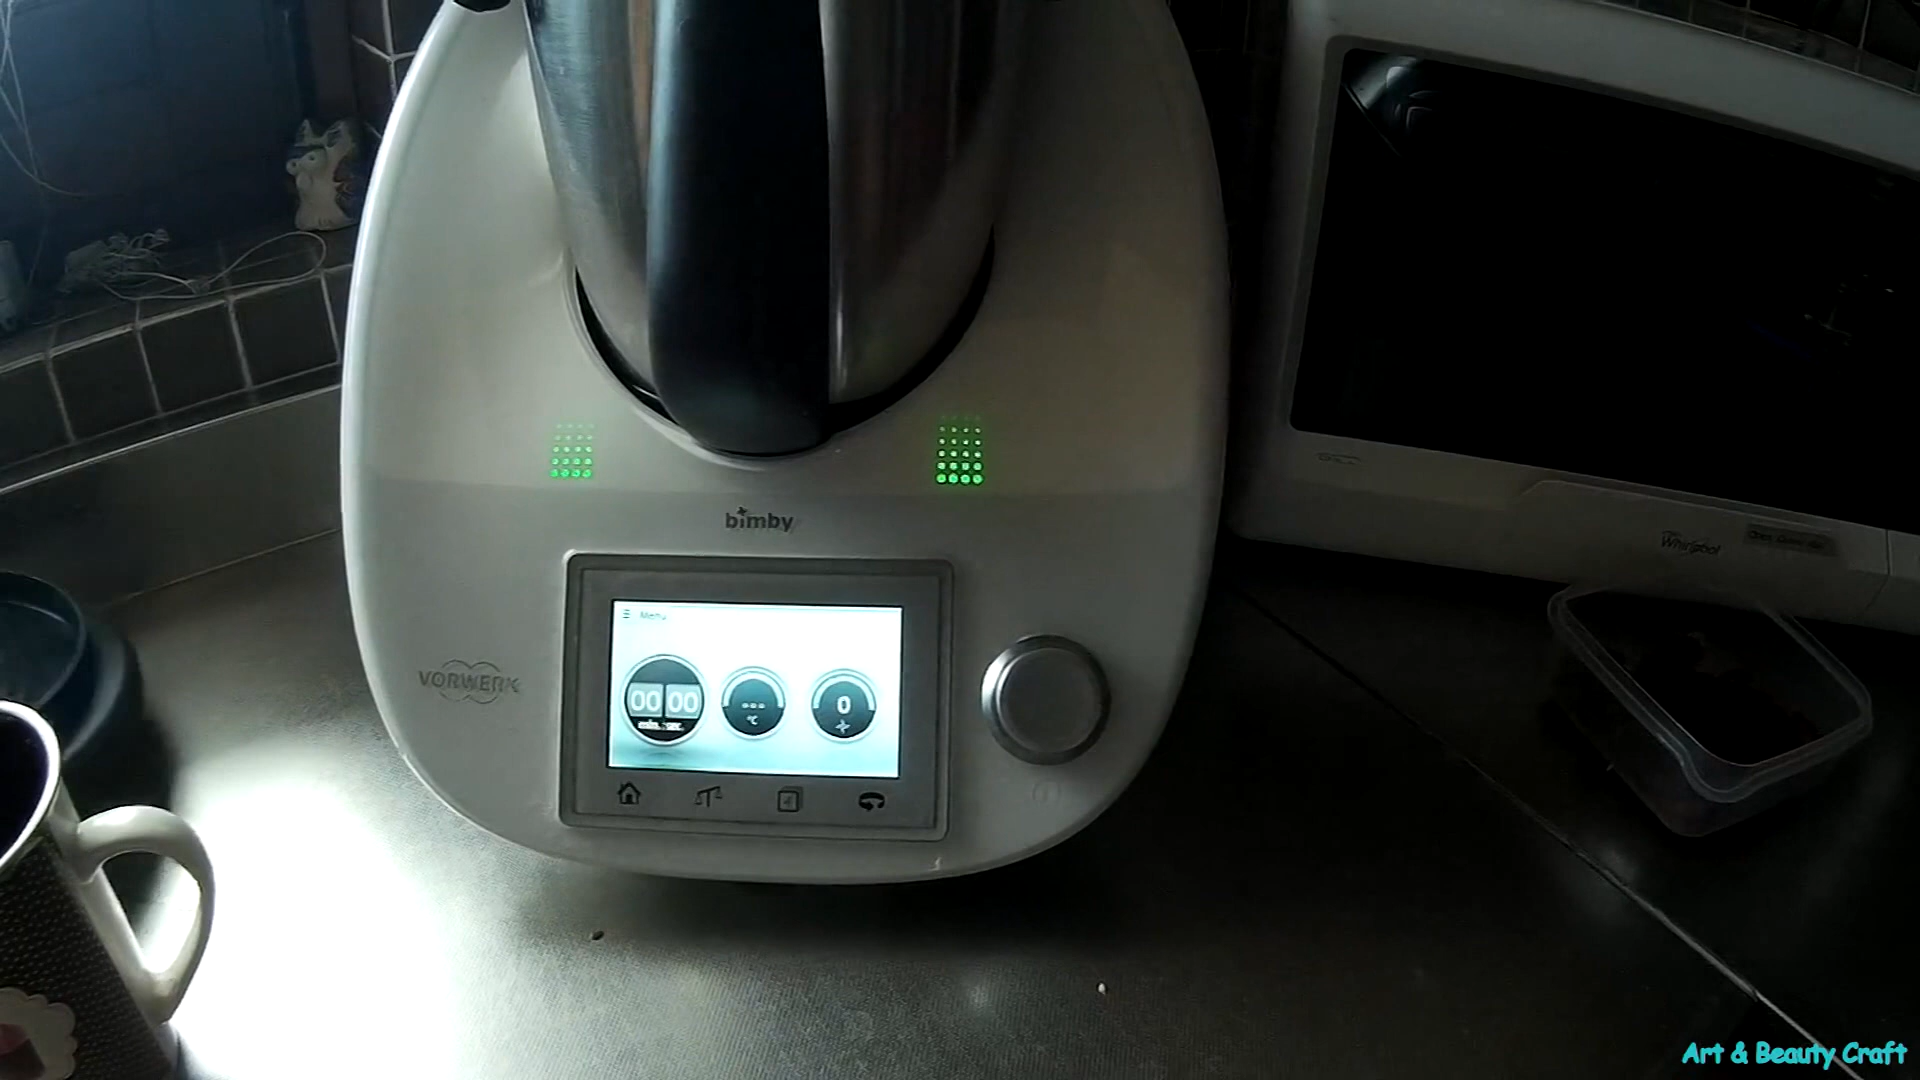 bimby
Menu
00 00
min. sec.
---
°C
0
VORWERK
Whirlpool
Art & Beauty Craft